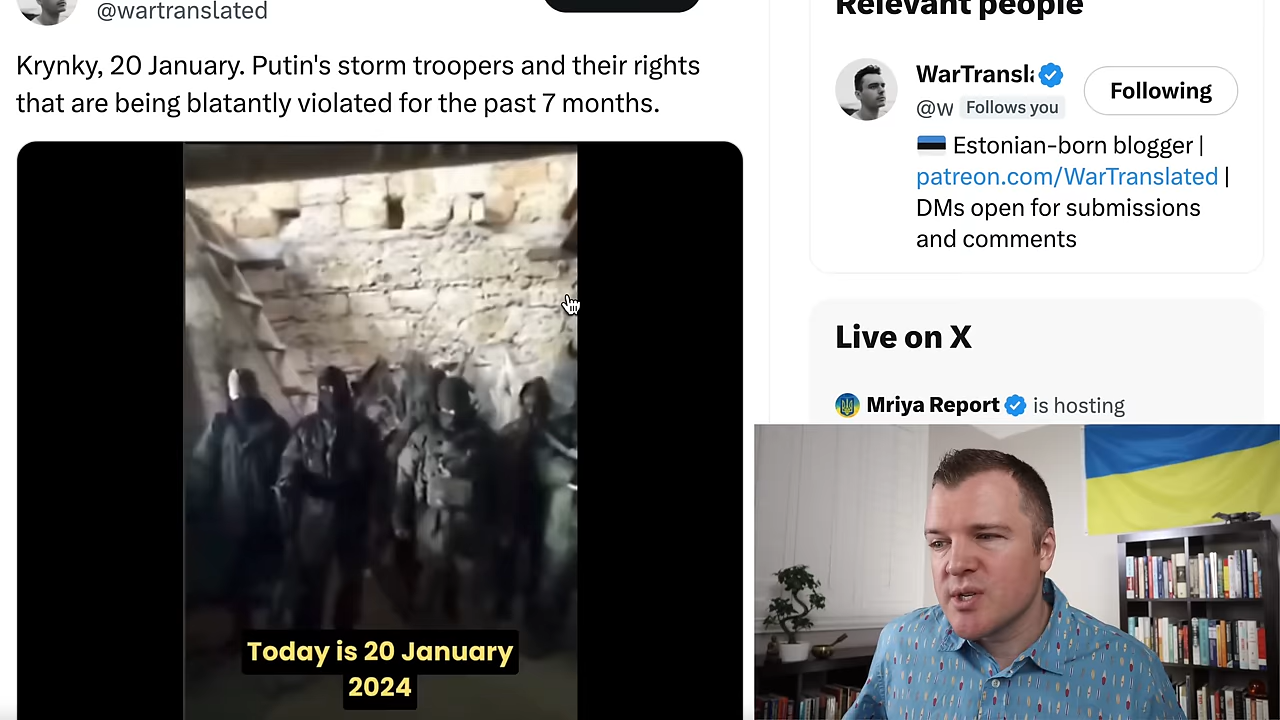 @wartranslated
Krynky, 20 January. Putin's storm troopers and their rights
that are being blatantly violated for the past 7 months.
Today is 20 January
2024
Relevant people
WarTransl
@w Follows you
Following
Estonian-born blogger |
patreon.com/WarTranslated |
DMs open for submissions
and comments
Live on X
Mriya Report is hosting